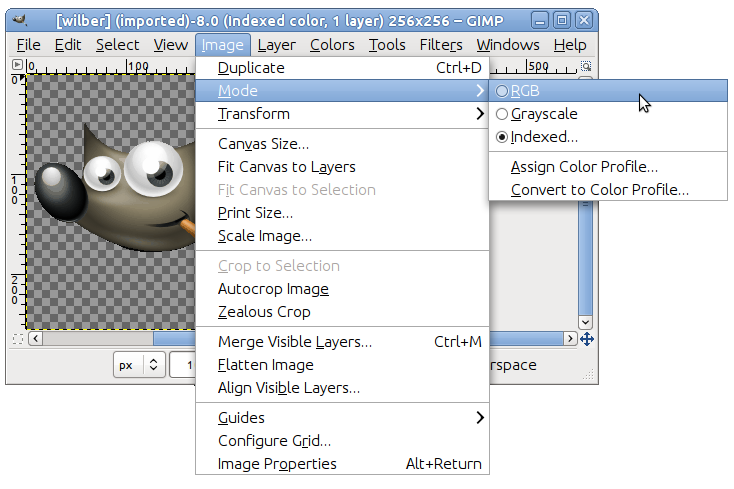 [wilber] (imported)-8.0 (Indexed color, 1 layer) 256x256 – GIMP
File Edit Select View Image Layer Colors Tools Filters Windows Help
0 100 500
Duplicate Ctrl+D
Mode
RGB
Transform
Grayscale
Indexed...
Canvas Size...
Fit Canvas to Layers
Assign Color Profile...
Fit Canvas to Selection
Convert to Color Profile...
Print Size...
Scale Image...
Crop to Selection
Autocrop Image
Zealous Crop
0
100
200
Merge Visible Layers... Ctrl+M
Flatten Image
px 1
rspace
Align Visible Layers...
Guides
Configure Grid...
Image Properties Alt+Return